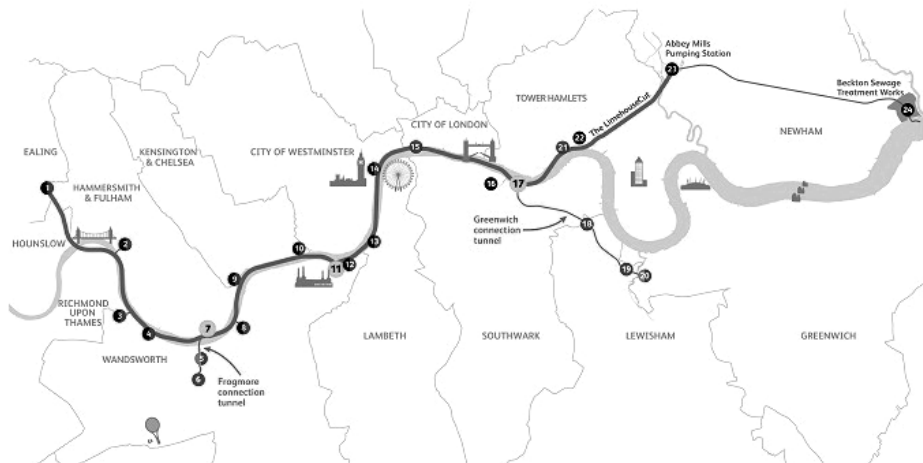 Abbey Mills
Pumping Station
23
Beckton Sewage
Treatment Works
24
TOWER HAMLETS
The LimehouseCut
NEWHAM
CITY OF LONDON
22
21
15
EALING
KENSINGTON
& CHELSEA
CITY OF WESTMINSTER
14
16
17
1
HAMMERSMITH
& FULHAM
Greenwich
connection
tunnel
18
HOUNSLOW
2
10
13
11
12
19
20
9
RICHMOND
UPON
THAMES
3
4
7
8
LAMBETH
SOUTHWARK
LEWISHAM
GREENWICH
WANDSWORTH
5
6
Frogmore
connection
tunnel